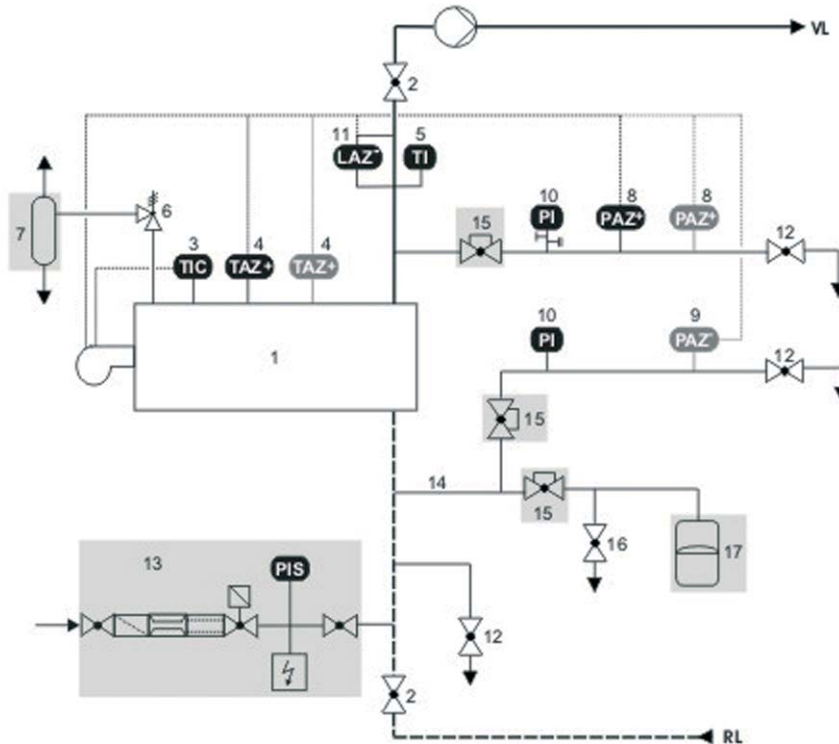 VL
2
11 5
LAZ- TI
10 8 8
PI PAZ+ PAZ+
15
12
6
7
3 4 4
TIC TAZ+ TAZ+
1
10 9
PI PAZ-
12
15
14
15
16
17
13
PIS
12
2
RL